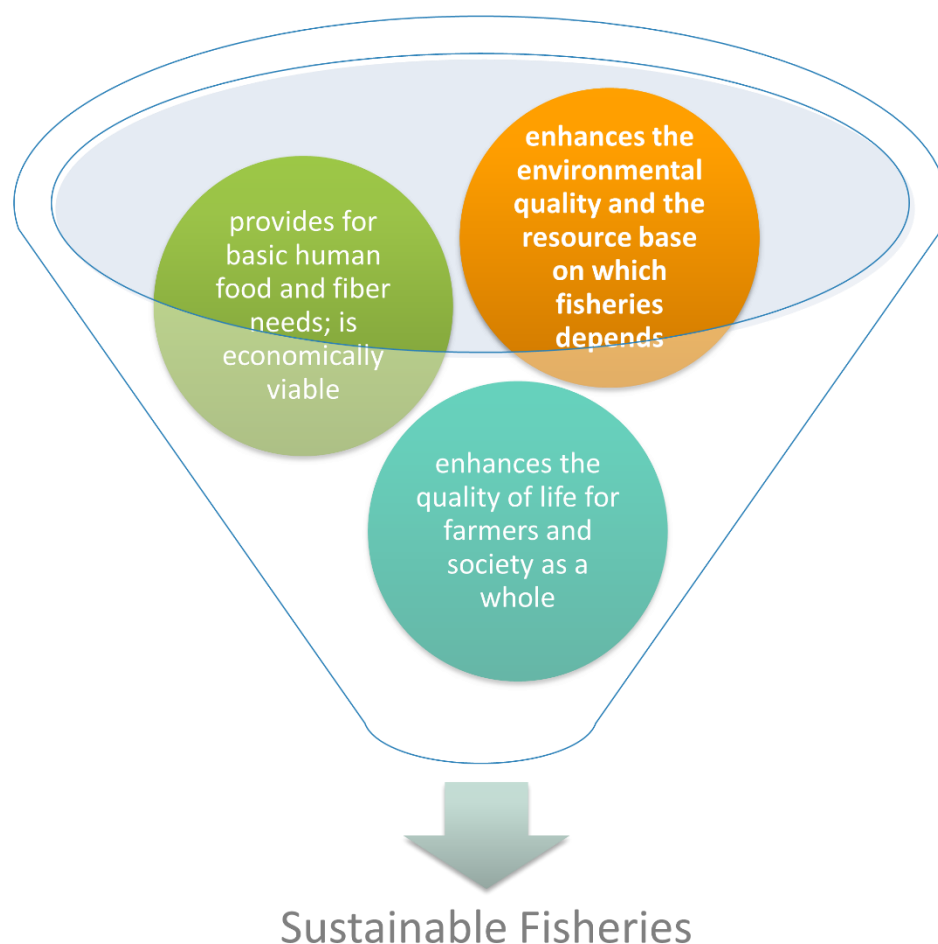 provides for
basic human
food and fiber
needs; is
economically
viable
enhances the
environmental
quality and the
resource base
on which
fisheries
depends
enhances the
quality of life for
farmers and
society as a
whole
Sustainable Fisheries